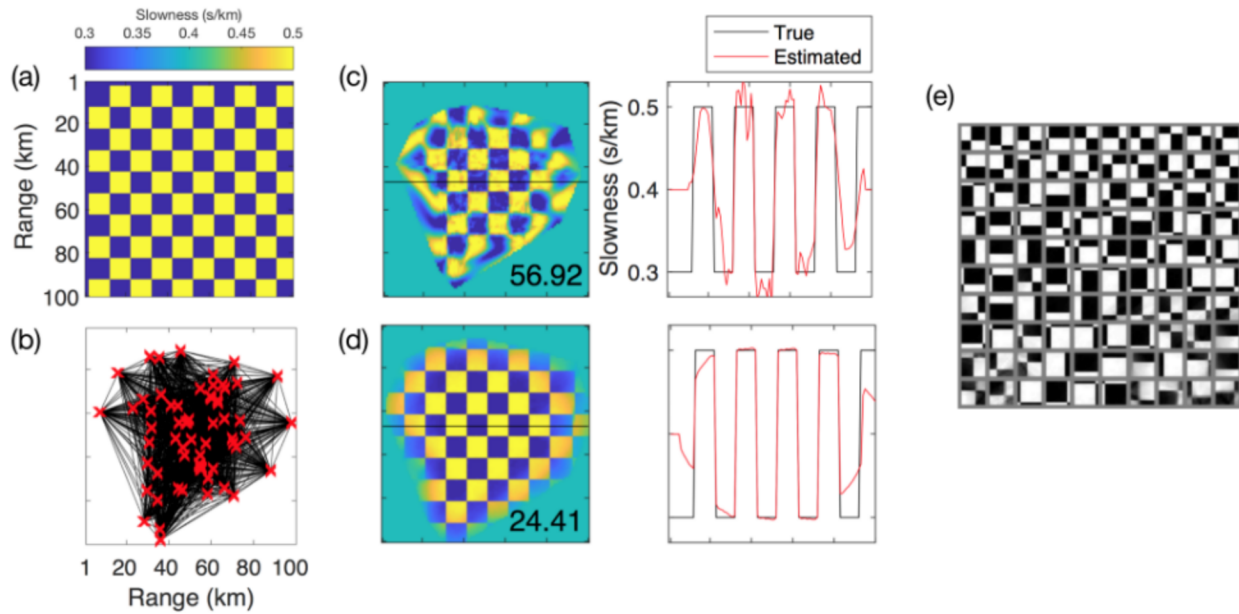 Slowness (s/km)
0.3 0.35 0.4 0.45 0.5
True
Estimated
(a)
1
20
40
60
80
100
Range (km)
(c)
56.92
Slowness (s/km)
0.5
0.4
0.3
(e)
(b)
1 20 40 60 80 100
Range (km)
(d)
24.41